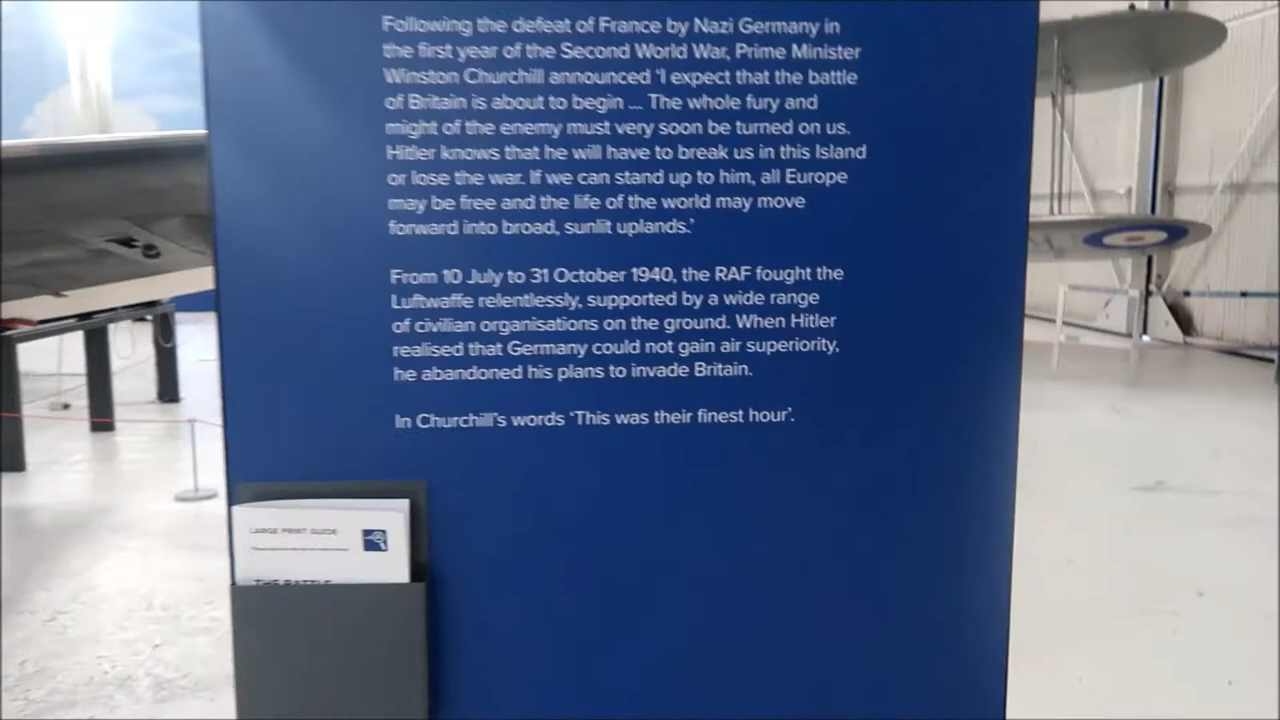 Following the defeat of France by Nazi Germany in
the first year of the Second World War, Prime Minister
Winston Churchill announced ‘I expect that the battle
of Britain is about to begin ... The whole fury and
might of the enemy must very soon be turned on us.
Hitler knows that he will have to break us in this Island
or lose the war. If we can stand up to him, all Europe
may be free and the life of the world may move
forward into broad, sunlit uplands.’
From 10 July to 31 October 1940, the RAF fought the
Luftwaffe relentlessly, supported by a wide range
of civilian organisations on the ground. When Hitler
realised that Germany could not gain air superiority,
he abandoned his plans to invade Britain.
In Churchill’s words ‘This was their finest hour’.
LARGE PRINT GUIDE
THE BATTLE